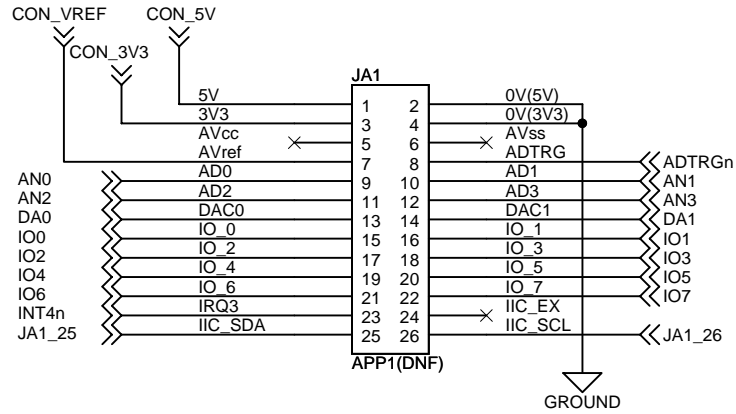 CON_VREF CON_5V
CON_3V3
JA1
5V 1 2 0V(5V)
3V3 3 4 0V(3V3)
AVcc 5 6 AVss
AVref 7 8 ADTRG ADTRGn
AN0 AD0 9 10 AD1 AN1
AN2 AD2 11 12 AD3 AN3
DA0 DAC0 13 14 DAC1 DA1
IO0 IO_0 15 16 IO_1 IO1
IO2 IO_2 17 18 IO_3 IO3
IO4 IO_4 19 20 IO_5 IO5
IO6 IO_6 21 22 IO_7 IO7
INT4n IRQ3 23 24 IIC_EX
JA1_25 IIC_SDA 25 26 IIC_SCL JA1_26
APP1(DNF)
GROUND